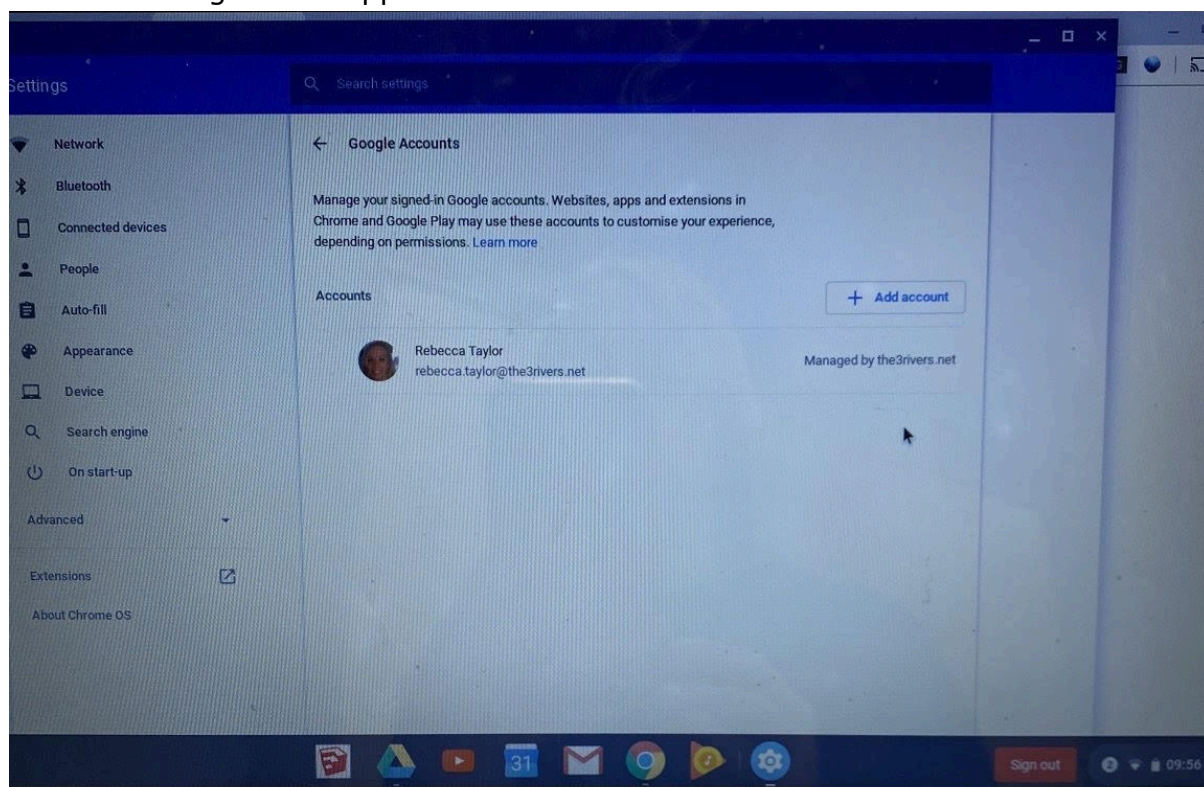 Settings
Search settings
Network
Bluetooth
Connected devices
People
Auto-fill
Appearance
Device
Search engine
On start-up
Advanced
Extensions
About Chrome OS
Google Accounts
Manage your signed-in Google accounts. Websites, apps and extensions in
Chrome and Google Play may use these accounts to customise your experience,
depending on permissions. Learn more
Accounts
+ Add account
Rebecca Taylor
rebecca.taylor@the3rivers.net
Managed by the3rivers.net
31
Sign out
2
09:56